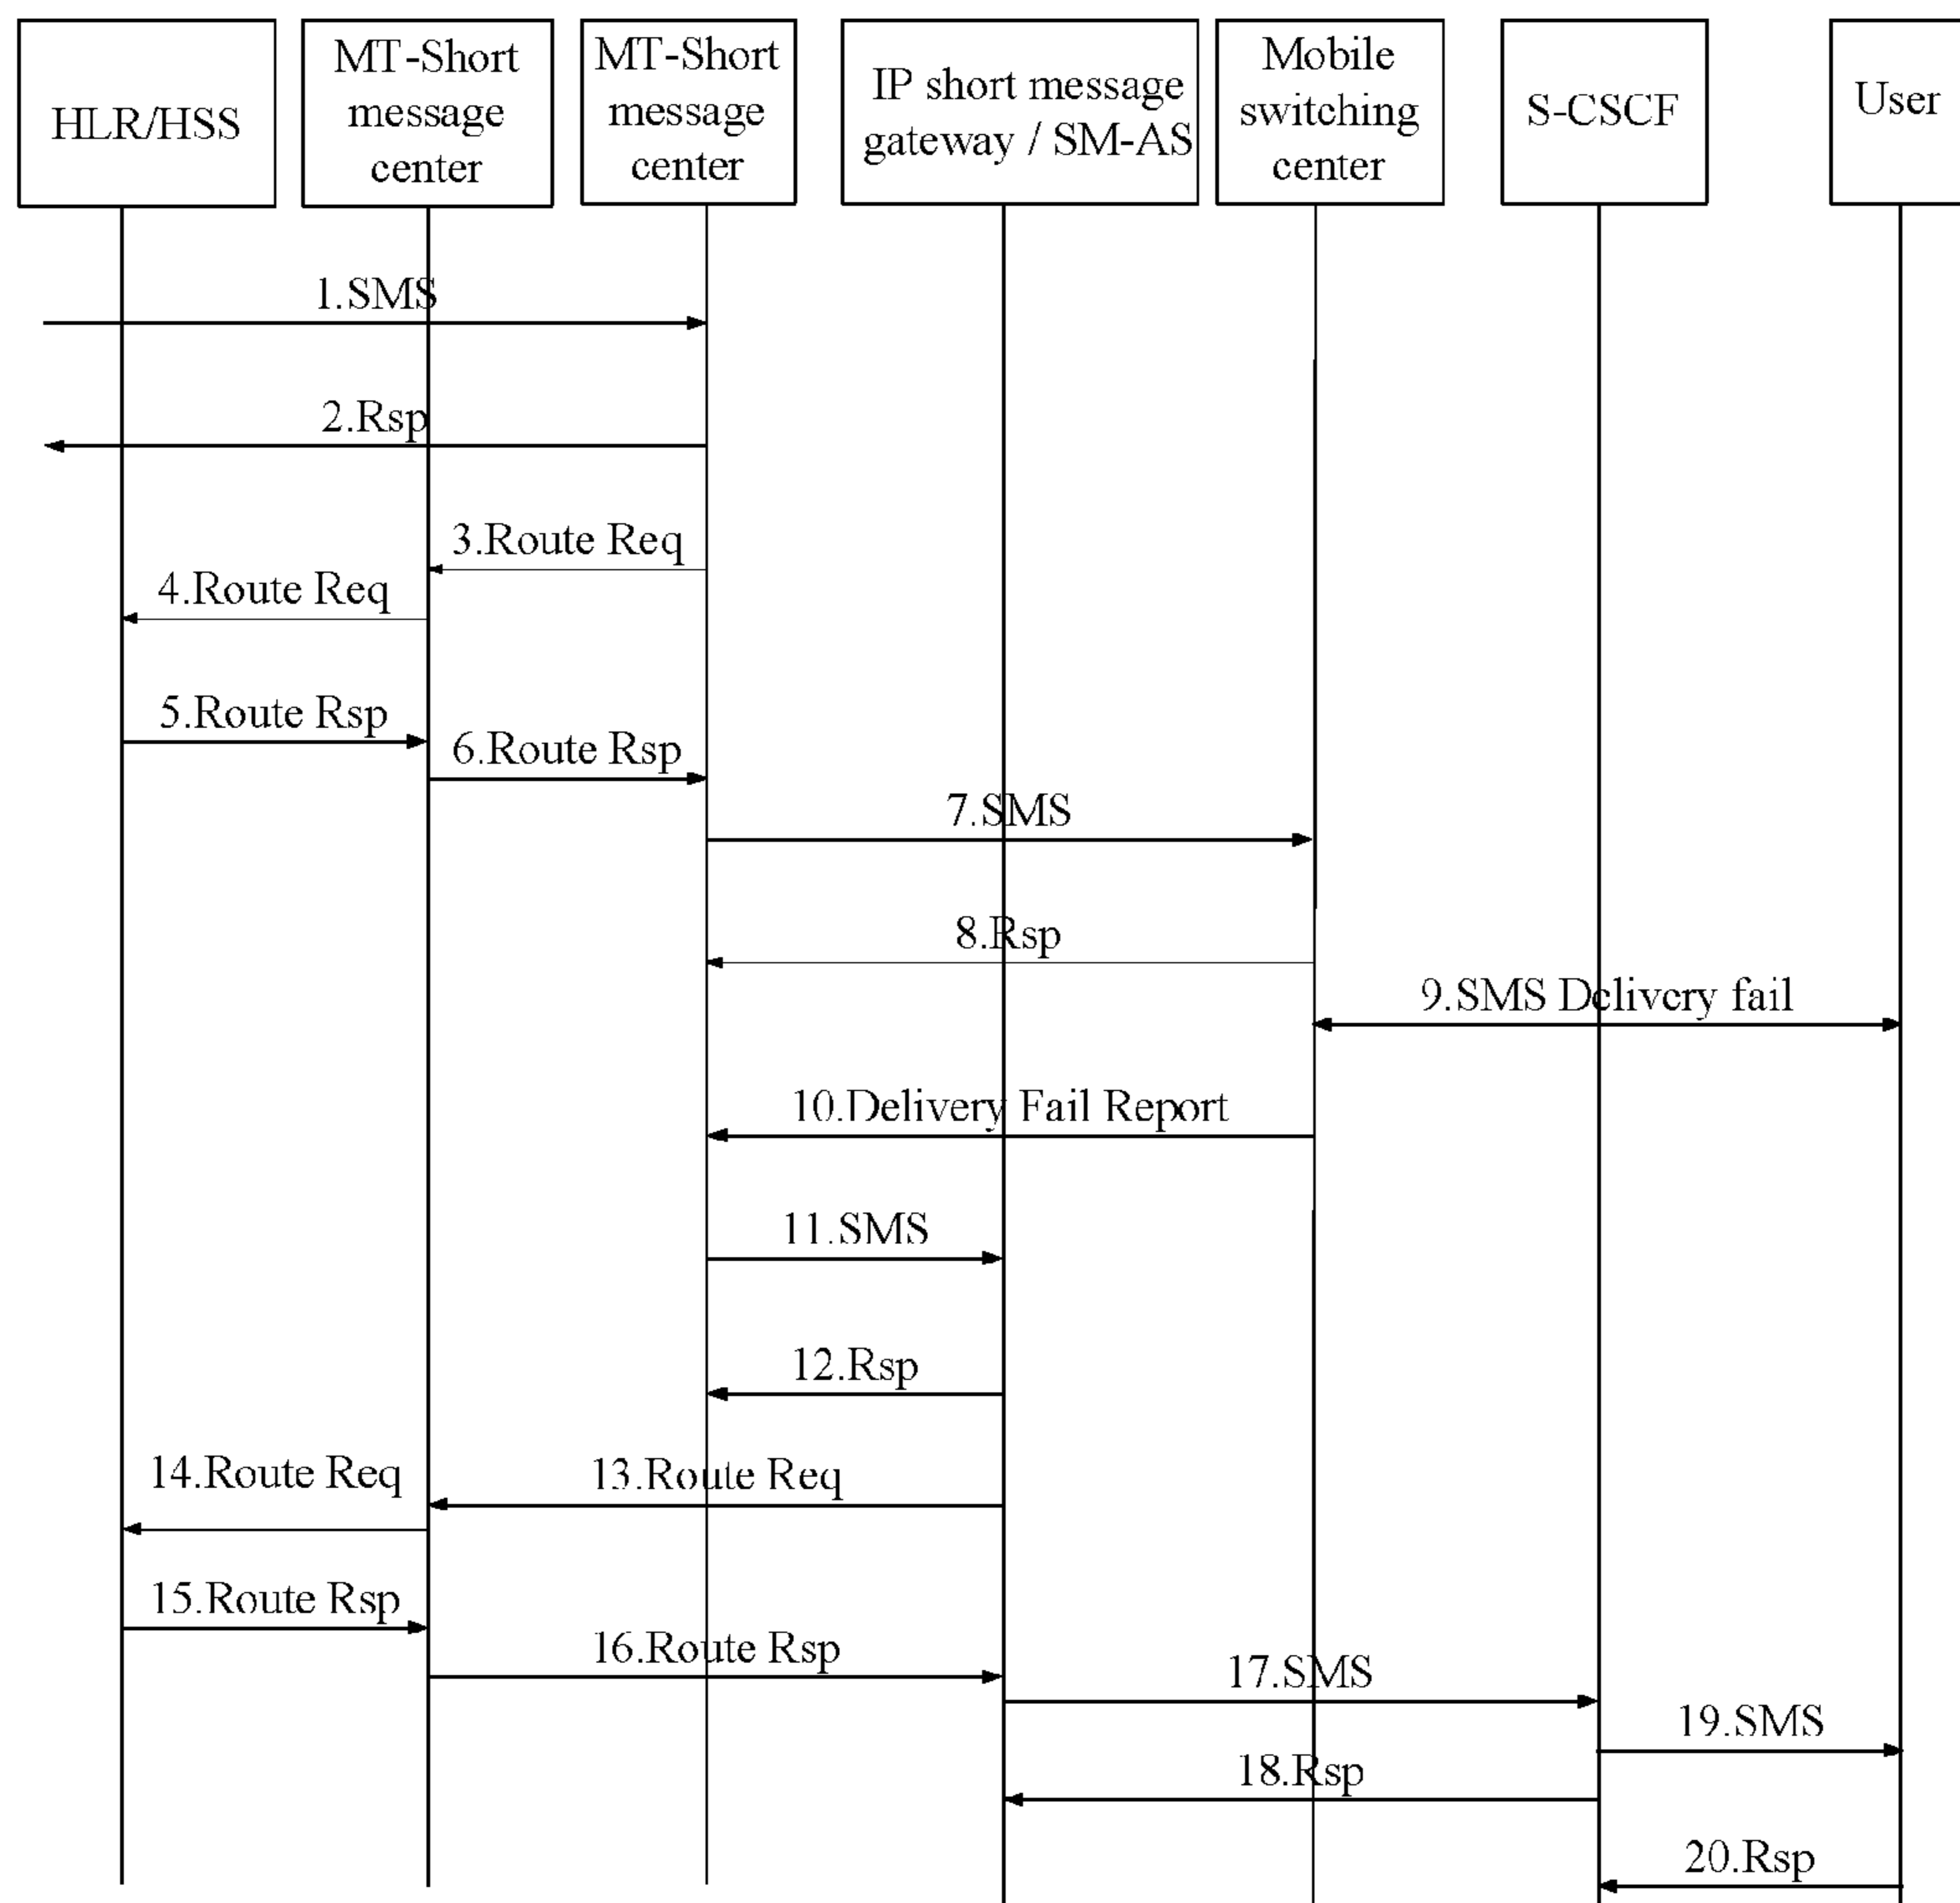 HLR/HSS
MT-Short
message
center
MT-Short
message
center
IP short message
gateway / SM-AS
Mobile
switching
center
S-CSCF
User
1.SMS
2.Rsp
3.Route Req
4.Route Req
5.Route Rsp
6.Route Rsp
7.SMS
8.Rsp
9.SMS Delivery fail
10.Delivery Fail Report
11.SMS
12.Rsp
13.Route Req
14.Route Req
15.Route Rsp
16.Route Rsp
17.SMS
19.SMS
18.Rsp
20.Rsp